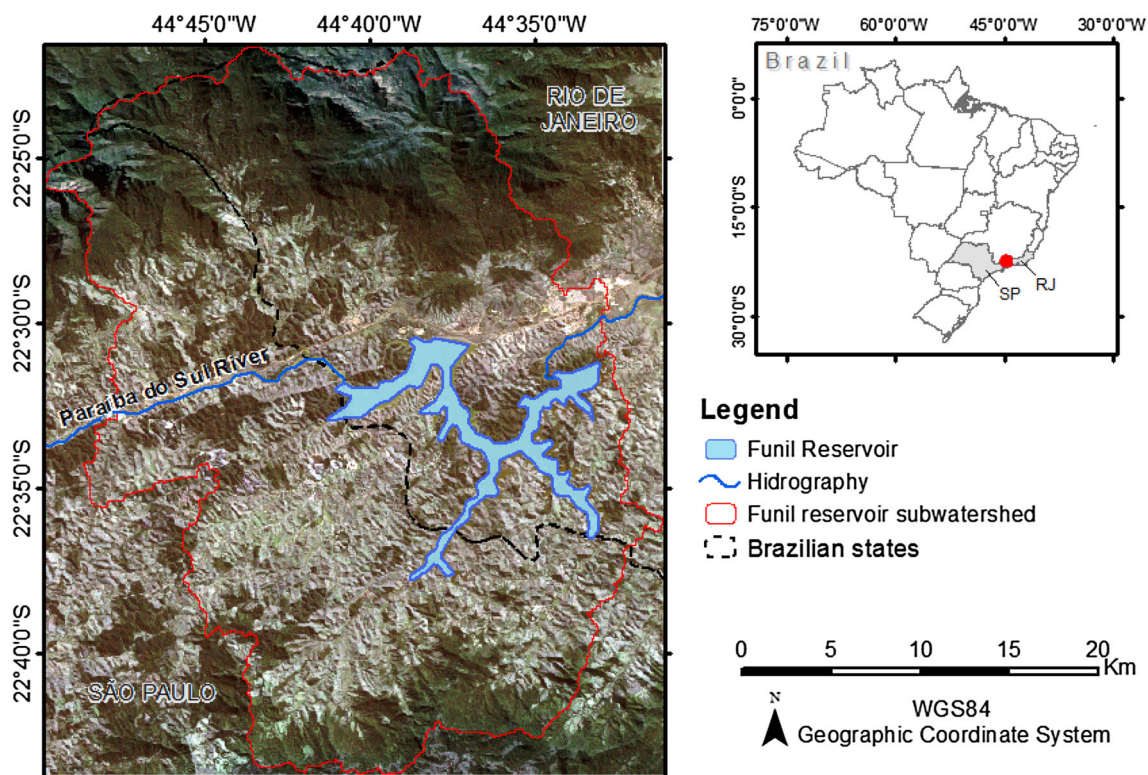 44°45'0"W 44°40'0"W 44°35'0"W
22°25'0"S
22°30'0"S
22°35'0"S
22°40'0"S
RIO DE
JANEIRO
Paraíba do Sul River
SÃO PAULO
75°0'0"W 60°0'0"W 45°0'0"W 30°0'0"W
Brazil
0°0'0"
15°0'0"S
30°0'0"S
SP
RJ
Legend
Funil Reservoir
Hidrography
Funil reservoir subwatershed
Brazilian states
0 5 10 15 20
Km
N
WGS84
Geographic Coordinate System